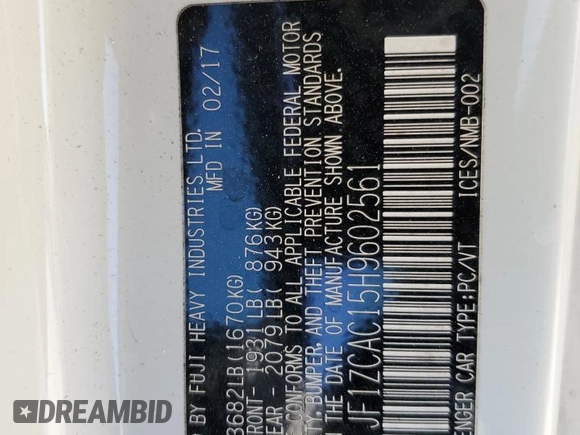 BY FUJI HEAVY INDUSTRIES LTD.
MFD IN 02/17
3682LB(1670KG)
FRONT- 1931LB( 876KG)
REAR - 2079LB( 943KG)
CONFORMS TO ALL APPLICABLE FEDERAL MOTOR
BUMPER, AND THEFT PREVENTION STANDARDS
THE DATE OF MANUFACTURE SHOWN ABOVE.
JF1ZCAC15H9602561
CAR TYPE:PC/VT ICES/NMB-002
DREAMBID
DREAMBID